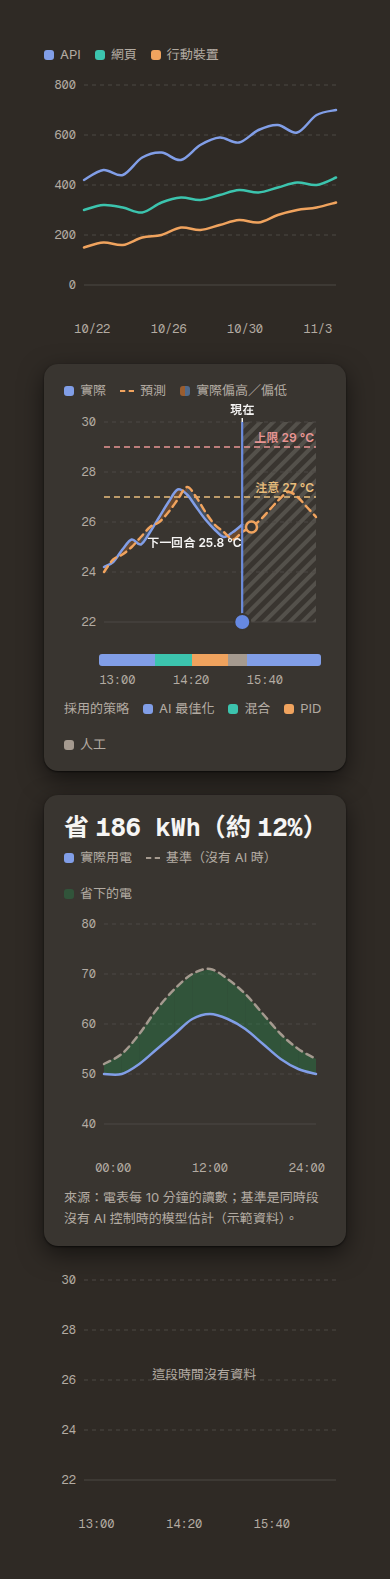 API 網頁 行動裝置
800
600
400
200
0
10/22 10/26 10/30 11/3
實際 預測 實際偏高／偏低
現在
30
上限 29 °C
28
注意 27 °C
26
下一回合 25.8 °C
24
22
13:00 14:20 15:40
採用的策略 AI 最佳化 混合 PID
人工
省 186 kWh（約 12%）
實際用電 基準（沒有 AI 時）
省下的電
80
70
60
50
40
00:00 12:00 24:00
來源：電表每 10 分鐘的讀數；基準是同時段
沒有 AI 控制時的模型估計（示範資料）。
30
28
這段時間沒有資料
26
24
22
13:00 14:20 15:40